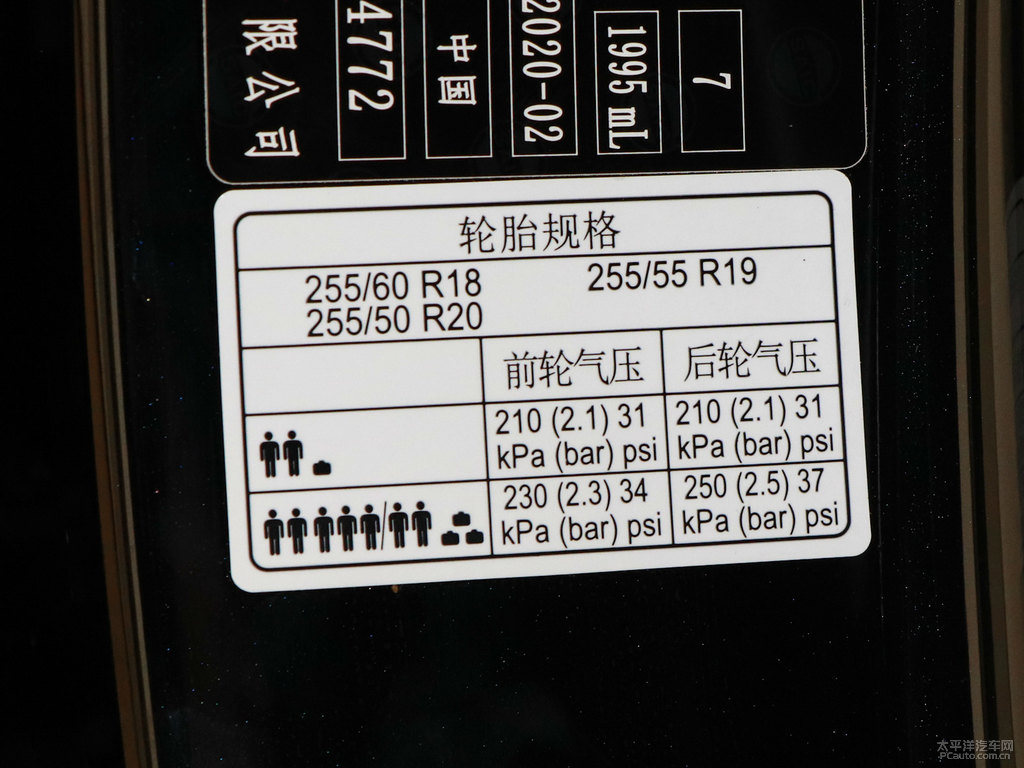 限公司
4772
中国
2020-02
1995 mL
7
轮胎规格
255/60 R18 255/55 R19
255/50 R20
前轮气压 后轮气压
210 (2.1) 31 210 (2.1) 31
kPa (bar) psi kPa (bar) psi
230 (2.3) 34 250 (2.5) 37
kPa (bar) psi kPa (bar) psi
太平洋汽车网
PCauto.com.cn